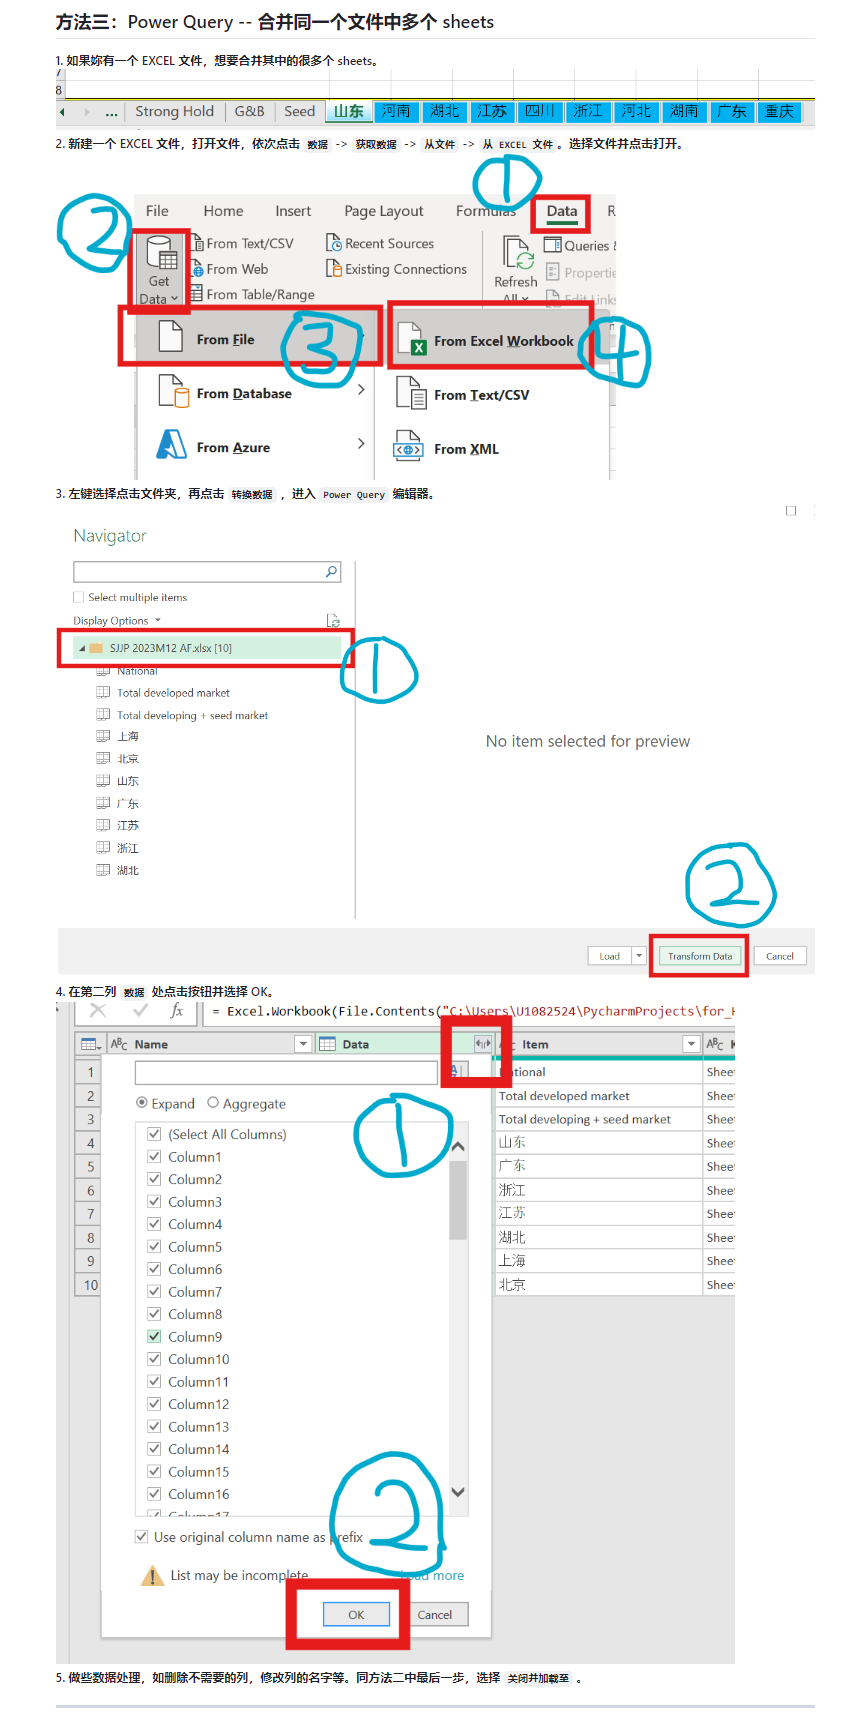 方法三：Power Query -- 合并同一个文件中多个 sheets
1. 如果妳有一个 EXCEL 文件，想要合并其中的很多个 sheets。
7
8
... Strong Hold G&B Seed 山东 河南 湖北 江苏 四川 浙江 河北 湖南 广东 重庆
2. 新建一个 EXCEL 文件，打开文件，依次点击 数据 -> 获取数据 -> 从文件 -> 从 EXCEL 文件 。选择文件并点击打开。
1
2
File Home Insert Page Layout Formulas Data R
From Text/CSV Recent Sources Queries &
Get From Web Existing Connections Refresh Properties
Data From Table/Range All Edit Links
From File 3 From Excel Workbook 4
From Database From Text/CSV
From Azure From XML
3. 左键选择点击文件夹，再点击 转换数据 ，进入 Power Query 编辑器。
Navigator
Select multiple items
Display Options
SJJP 2023M12 AF.xlsx [10]
1
National
Total developed market
Total developing + seed market
上海
No item selected for preview
北京
山东
广东
江苏
浙江
湖北
2
Load Transform Data Cancel
4. 在第二列 数据 处点击按钮并选择 OK。
fx = Excel.Workbook(File.Contents("C:\Users\U1082524\PycharmProjects\for_H
ABC Name Data Item ABC K
1 National Sheet
2 Total developed market Sheet
3 Total developing + seed market Sheet
4 山东 Sheet
5 广东 Sheet
6 浙江 Sheet
7 江苏 Sheet
8 湖北 Sheet
9 上海 Sheet
10 北京 Sheet
Expand Aggregate
1
(Select All Columns)
Column1
Column2
Column3
Column4
Column5
Column6
Column7
Column8
Column9
Column10
Column11
Column12
Column13
Column14
Column15
Column16
Column17
2
Use original column name as prefix
List may be incomplete Load more
OK Cancel
5. 做些数据处理，如删除不需要的列，修改列的名字等。同方法二中最后一步，选择 关闭并加载至 。